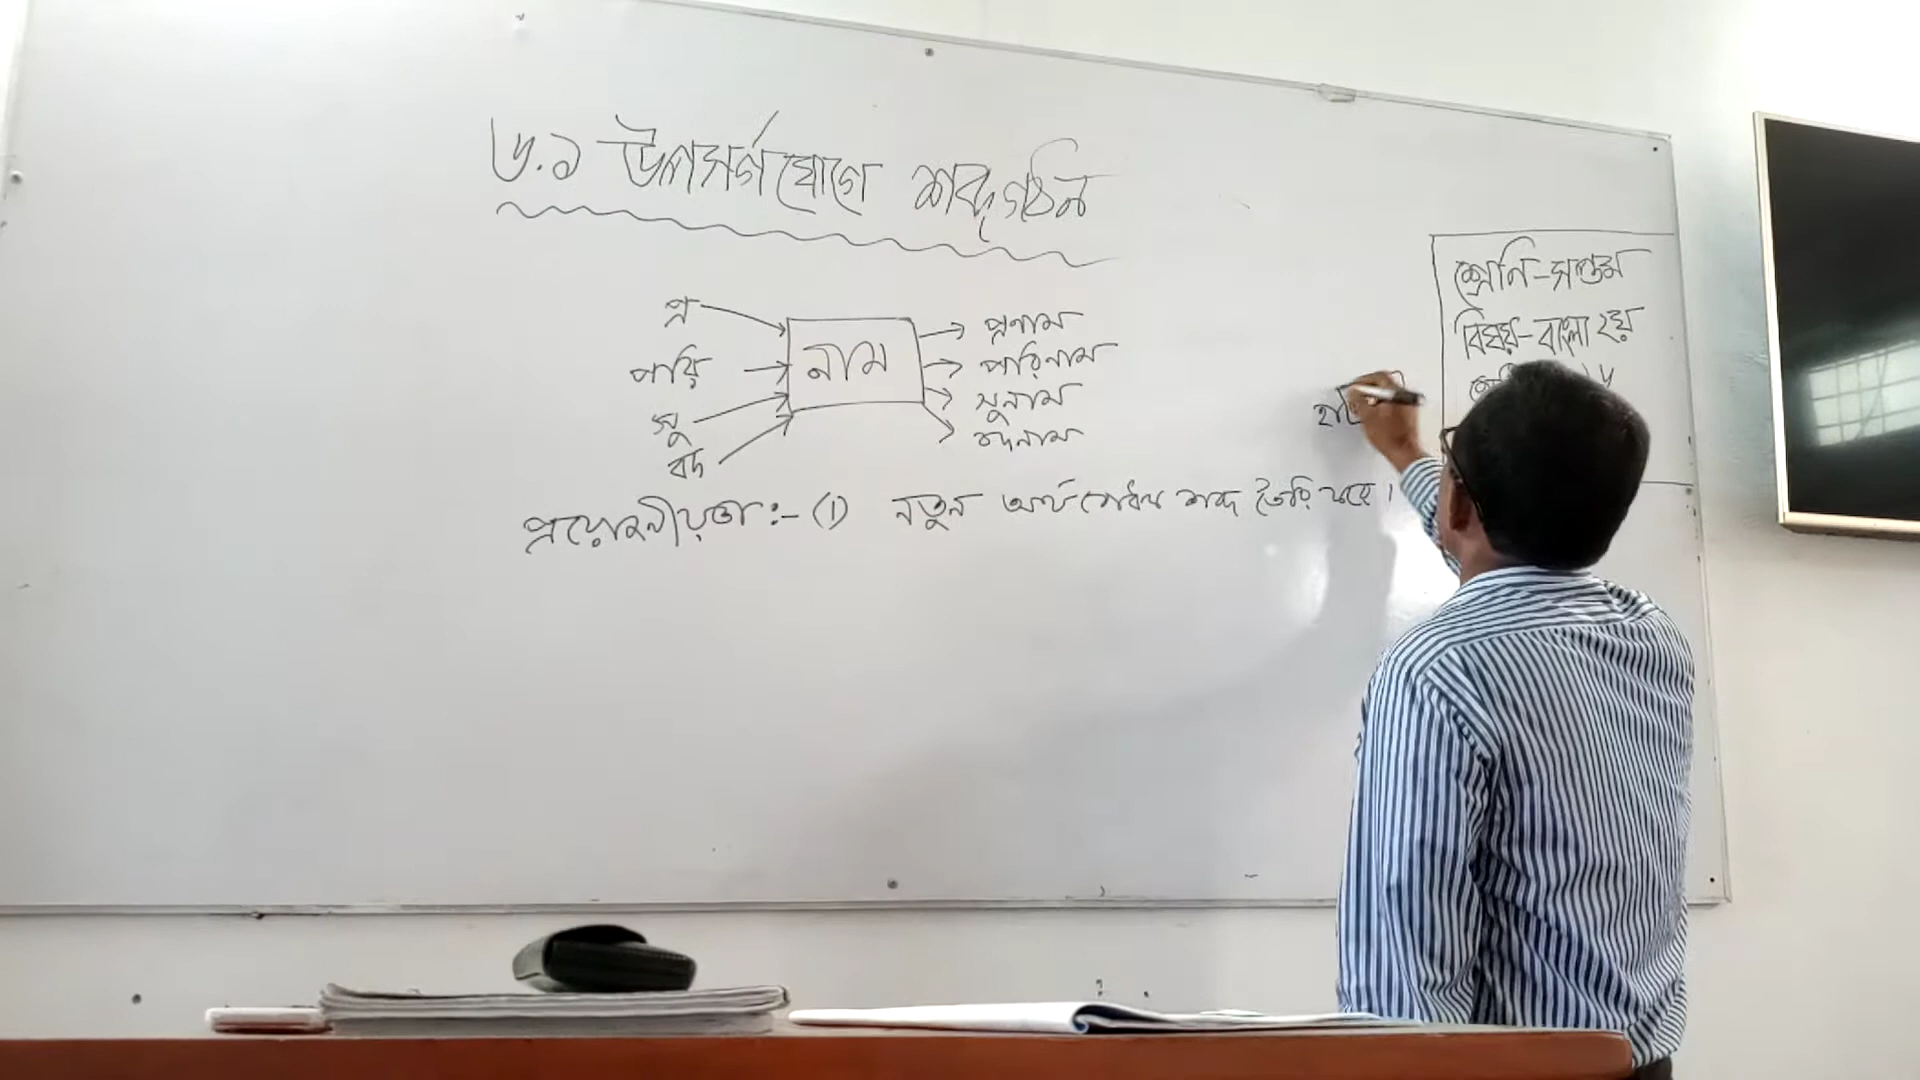 ৬.১ উপসর্গযোগে শব্দগঠন
শ্রেণি-সপ্তম
বিষয়-বাংলা ২য়
প্র
পরি
সু
বদ
নাম
প্রনাম
পরিনাম
সুনাম
বদনাম
প্রয়োজনীয়তা:- (১) নতুন অর্থবোধক শব্দ তৈরি করে।